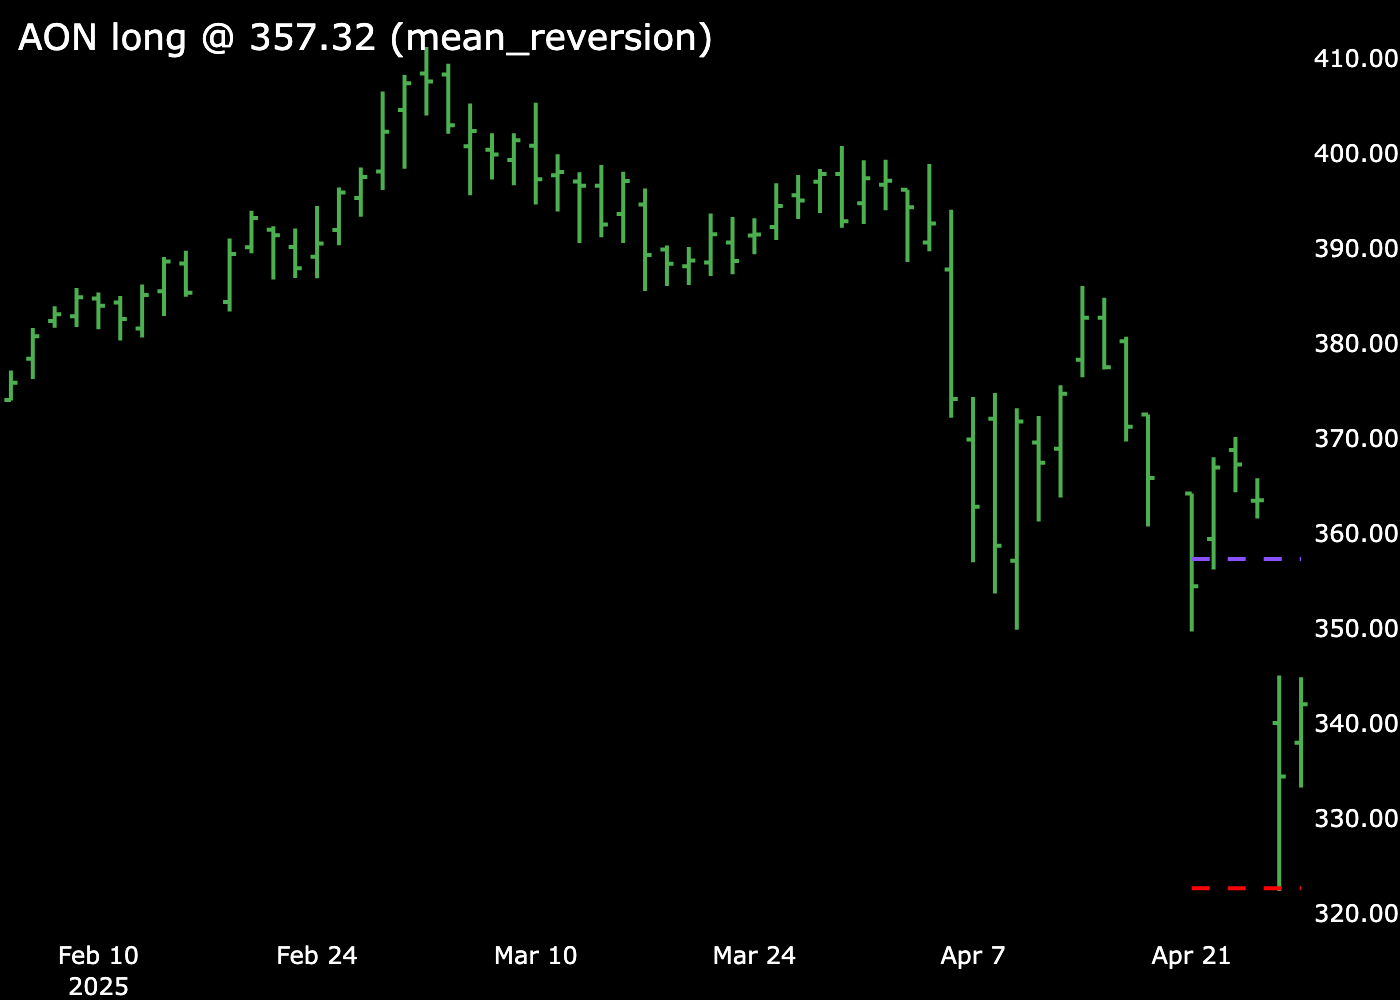 AON long @ 357.32 (mean_reversion)
410.00
400.00
390.00
380.00
370.00
360.00
350.00
340.00
330.00
320.00
Feb 10
2025
Feb 24
Mar 10
Mar 24
Apr 7
Apr 21